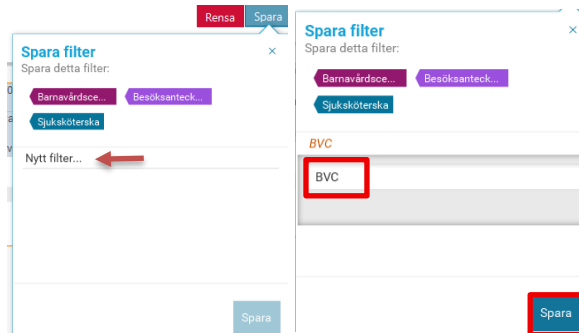 Rensa Spara
Spara filter ×
Spara detta filter:
Barnavårdsce... Besöksanteck...
Sjuksköterska
Nytt filter...
Spara
Spara filter ×
Spara detta filter:
Barnavårdsce... Besöksanteck...
Sjuksköterska
BVC
BVC
Spara